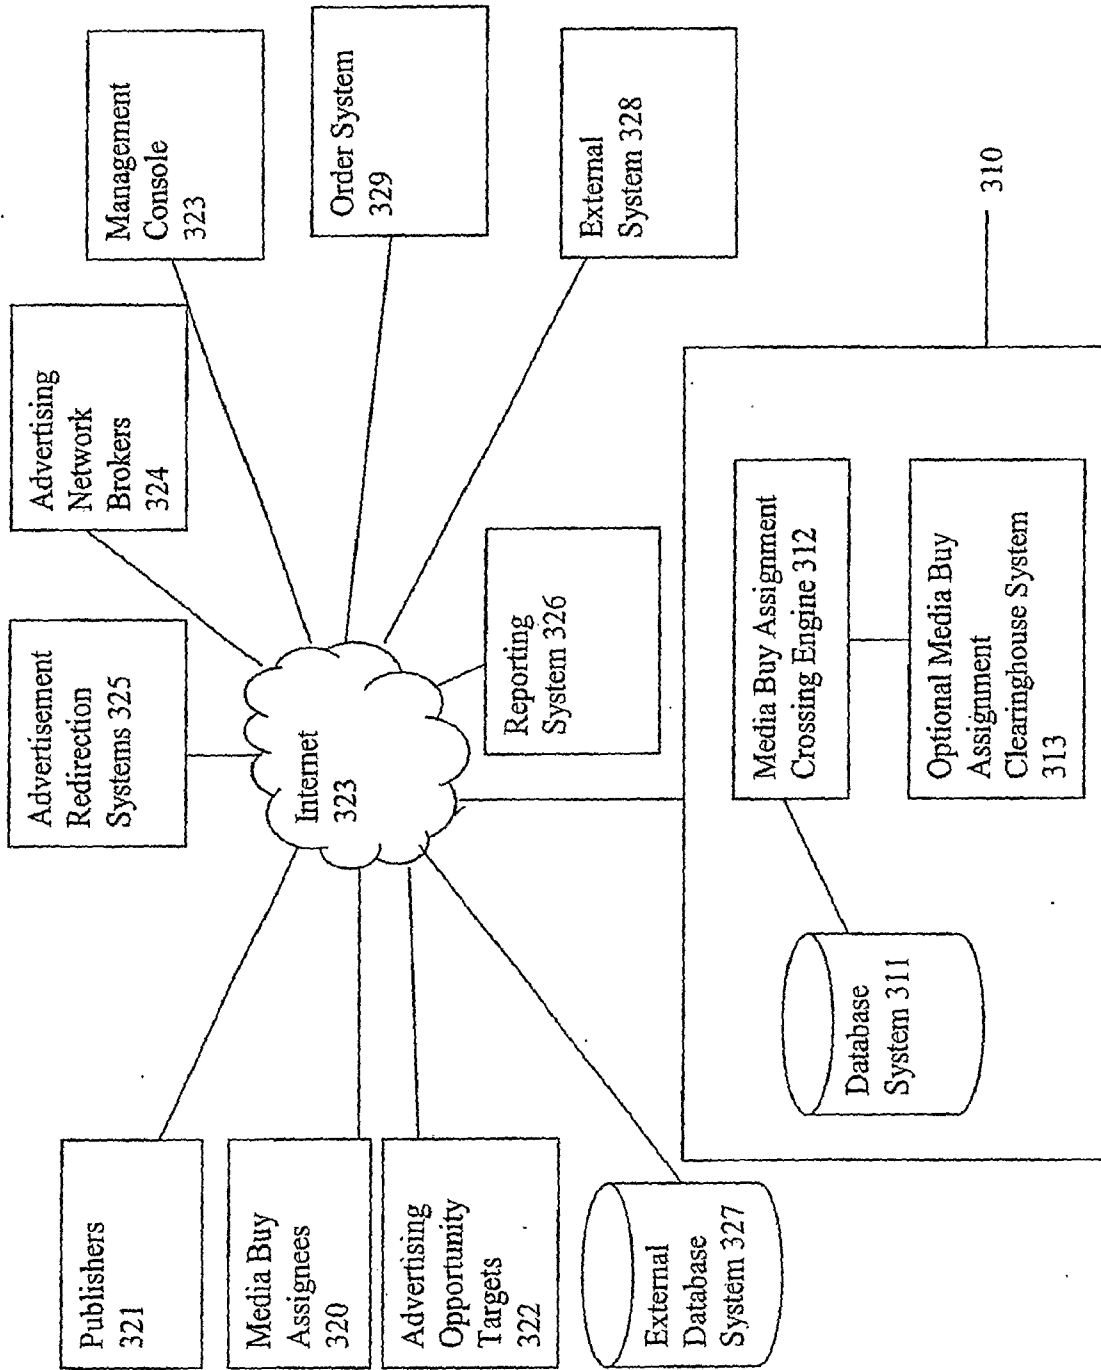 Publishers
321
Media Buy
Assignees
320
Advertising
Opportunity
Targets
322
External
Database
System 327
Advertisement
Redirection
Systems 325
Advertising
Network
Brokers
324
Management
Console
323
Order System
329
External
System 328
Internet
323
Reporting
System 326
310
Database
System 311
Media Buy Assignment
Crossing Engine 312
Optional Media Buy
Assignment
Clearinghouse System
313